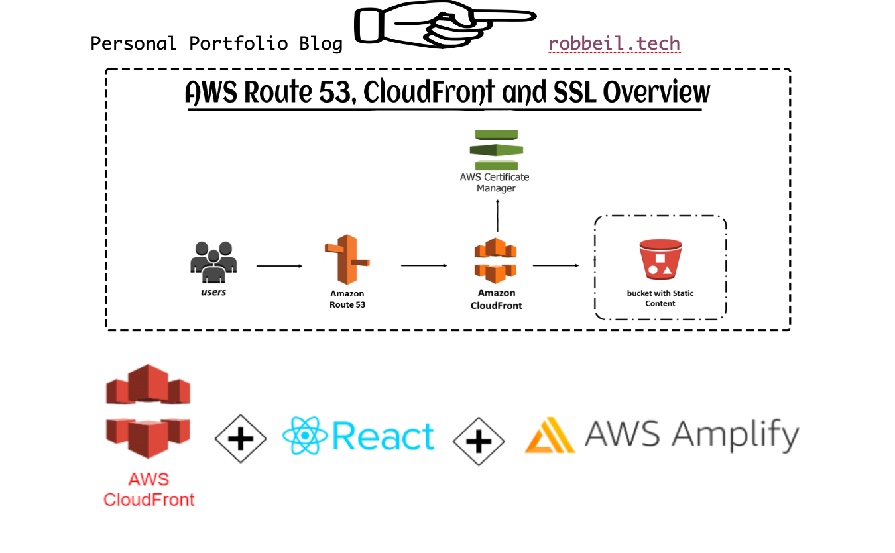 Personal Portfolio Blog
robbeil.tech
AWS Route 53, CloudFront and SSL Overview
AWS Certificate
Manager
users
Amazon
Route 53
Amazon
CloudFront
bucket with Static
Content
AWS
CloudFront
React
AWS Amplify